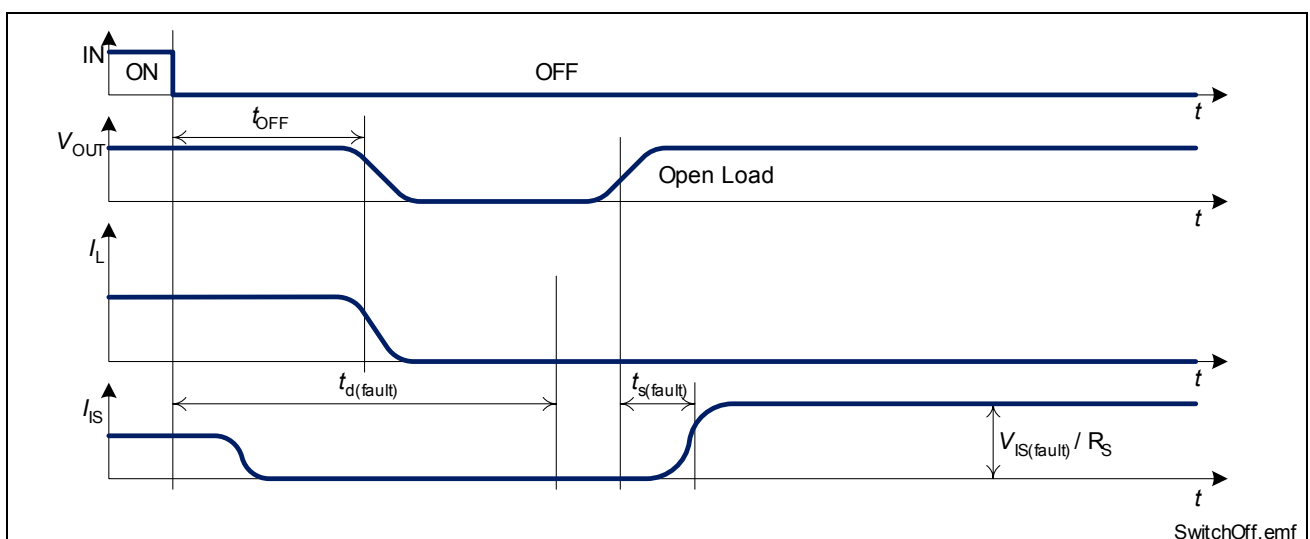 IN
ON
OFF
t
tOFF
VOUT
Open Load
t
IL
t
td(fault)
ts(fault)
IIS
VIS(fault) / RS
t
SwitchOff.emf